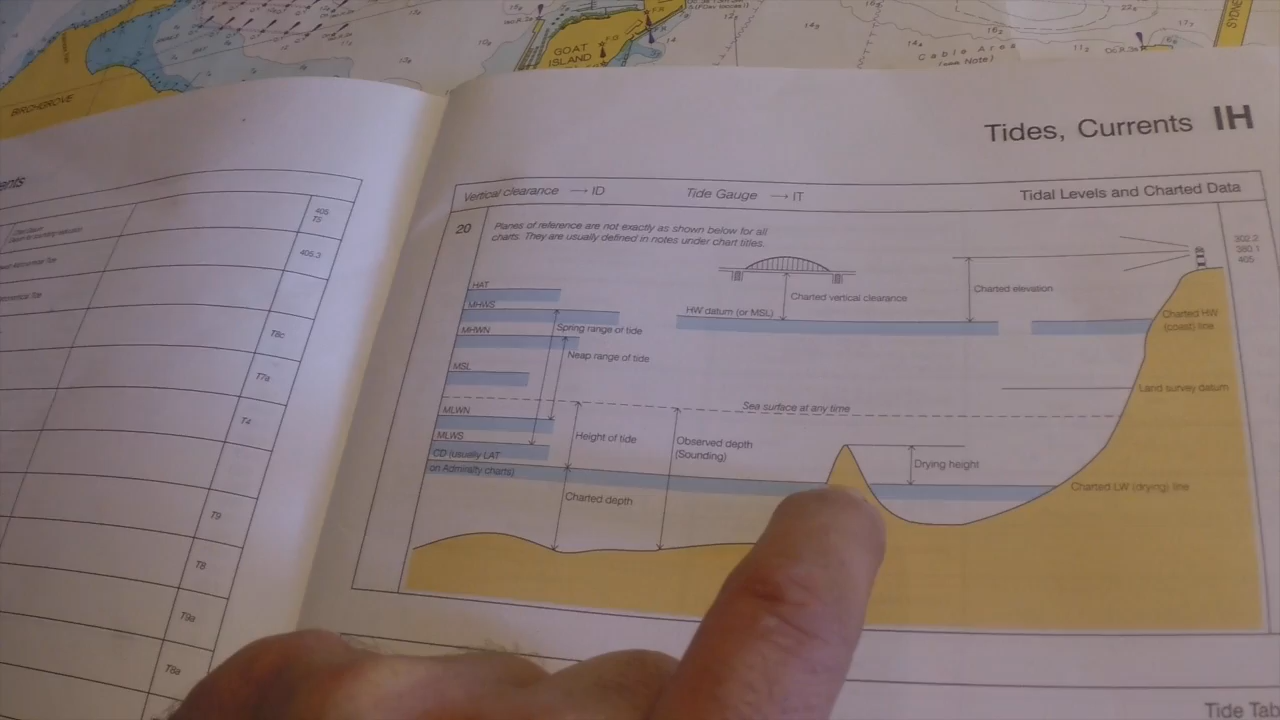 GOAT
ISLAND
Cable Area
(see Note)
BIRCHGROVE
Tides, Currents IH
Vertical clearance → ID
Tide Gauge → IT
Tidal Levels and Charted Data
405
405.3
T8c
T7a
T9
T8
T9a
T8a
20
Planes of reference are not exactly as shown below for all
charts. They are usually defined in notes under chart titles.
302.2
380.1
405
HAT
MHWS
Spring range of tide
MHWN
Neap range of tide
MSL
MLWN
MLWS
CD (usually LAT
on Admiralty charts)
Height of tide
Charted depth
Observed depth
(Sounding)
HW datum (or MSL)
Charted vertical clearance
Charted elevation
Charted HW
(coast) line
Land survey datum
Sea surface at any time
Drying height
Charted LW (drying) line
Tide Tab